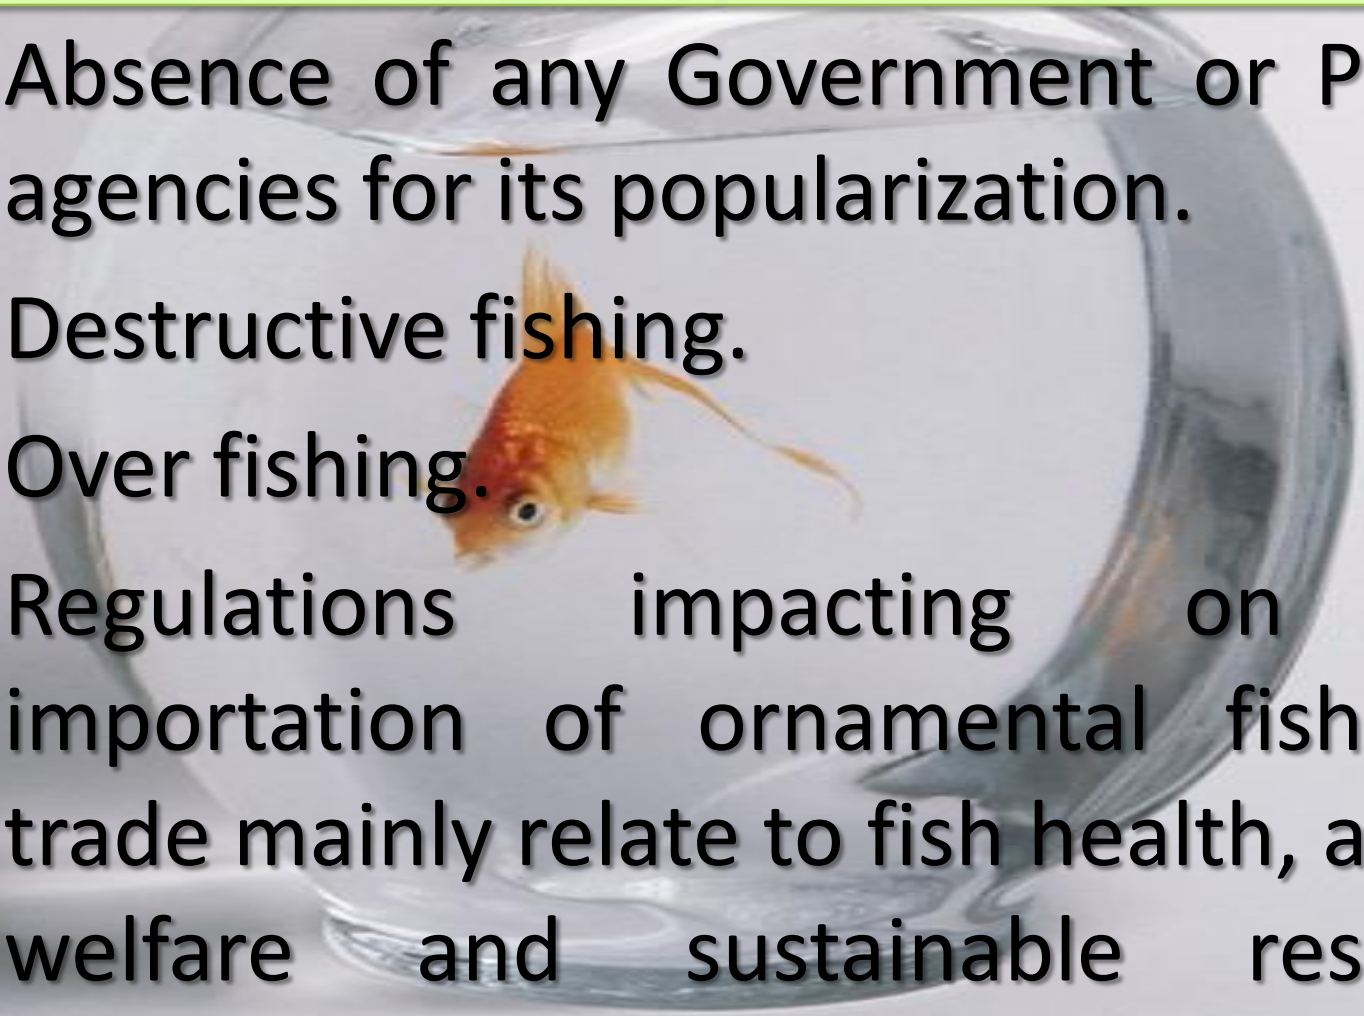 Absence of any Government or P
agencies for its popularization.
Destructive fishing.
Over fishing.
Regulations impacting on
importation of ornamental fish
trade mainly relate to fish health, a
welfare and sustainable res